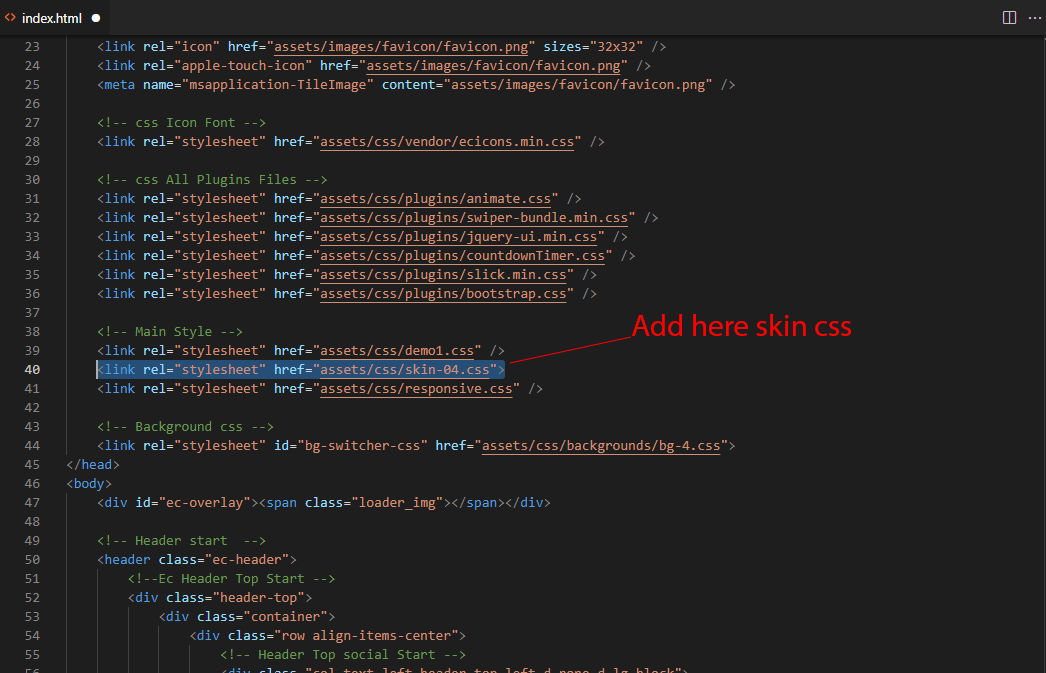 <> index.html ●
23 <link rel="icon" href="assets/images/favicon/favicon.png" sizes="32x32" />
24 <link rel="apple-touch-icon" href="assets/images/favicon/favicon.png" />
25 <meta name="msapplication-TileImage" content="assets/images/favicon/favicon.png" />
26
27 <!-- css Icon Font -->
28 <link rel="stylesheet" href="assets/css/vendor/ecicons.min.css" />
29
30 <!-- css All Plugins Files -->
31 <link rel="stylesheet" href="assets/css/plugins/animate.css" />
32 <link rel="stylesheet" href="assets/css/plugins/swiper-bundle.min.css" />
33 <link rel="stylesheet" href="assets/css/plugins/jquery-ui.min.css" />
34 <link rel="stylesheet" href="assets/css/plugins/countdownTimer.css" />
35 <link rel="stylesheet" href="assets/css/plugins/slick.min.css" />
36 <link rel="stylesheet" href="assets/css/plugins/bootstrap.css" />
37
Add here skin css
38 <!-- Main Style -->
39 <link rel="stylesheet" href="assets/css/demo1.css" />
40 <link rel="stylesheet" href="assets/css/skin-04.css">
41 <link rel="stylesheet" href="assets/css/responsive.css" />
42
43 <!-- Background css -->
44 <link rel="stylesheet" id="bg-switcher-css" href="assets/css/backgrounds/bg-4.css">
45 </head>
46 <body>
47 <div id="ec-overlay"><span class="loader_img"></span></div>
48
49 <!-- Header start  -->
50 <header class="ec-header">
51 <!--Ec Header Top Start -->
52 <div class="header-top">
53 <div class="container">
54 <div class="row align-items-center">
55 <!-- Header Top social Start -->
56 <div class="col text-left header-top-left d-none d-lg-block">